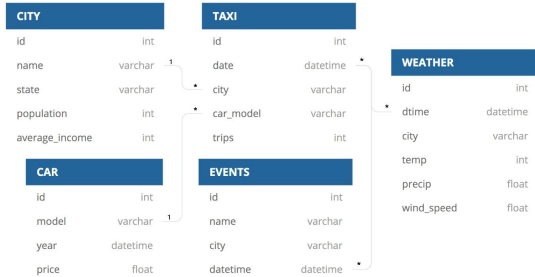 CITY
id int
name varchar
state varchar
population int
average_income int
TAXI
id int
date datetime
city varchar
car_model varchar
trips int
WEATHER
id int
dtime datetime
city varchar
temp int
precip float
wind_speed float
CAR
id int
model varchar
year datetime
price float
EVENTS
id int
name varchar
city varchar
datetime datetime
1
*
*
1
*
*
*